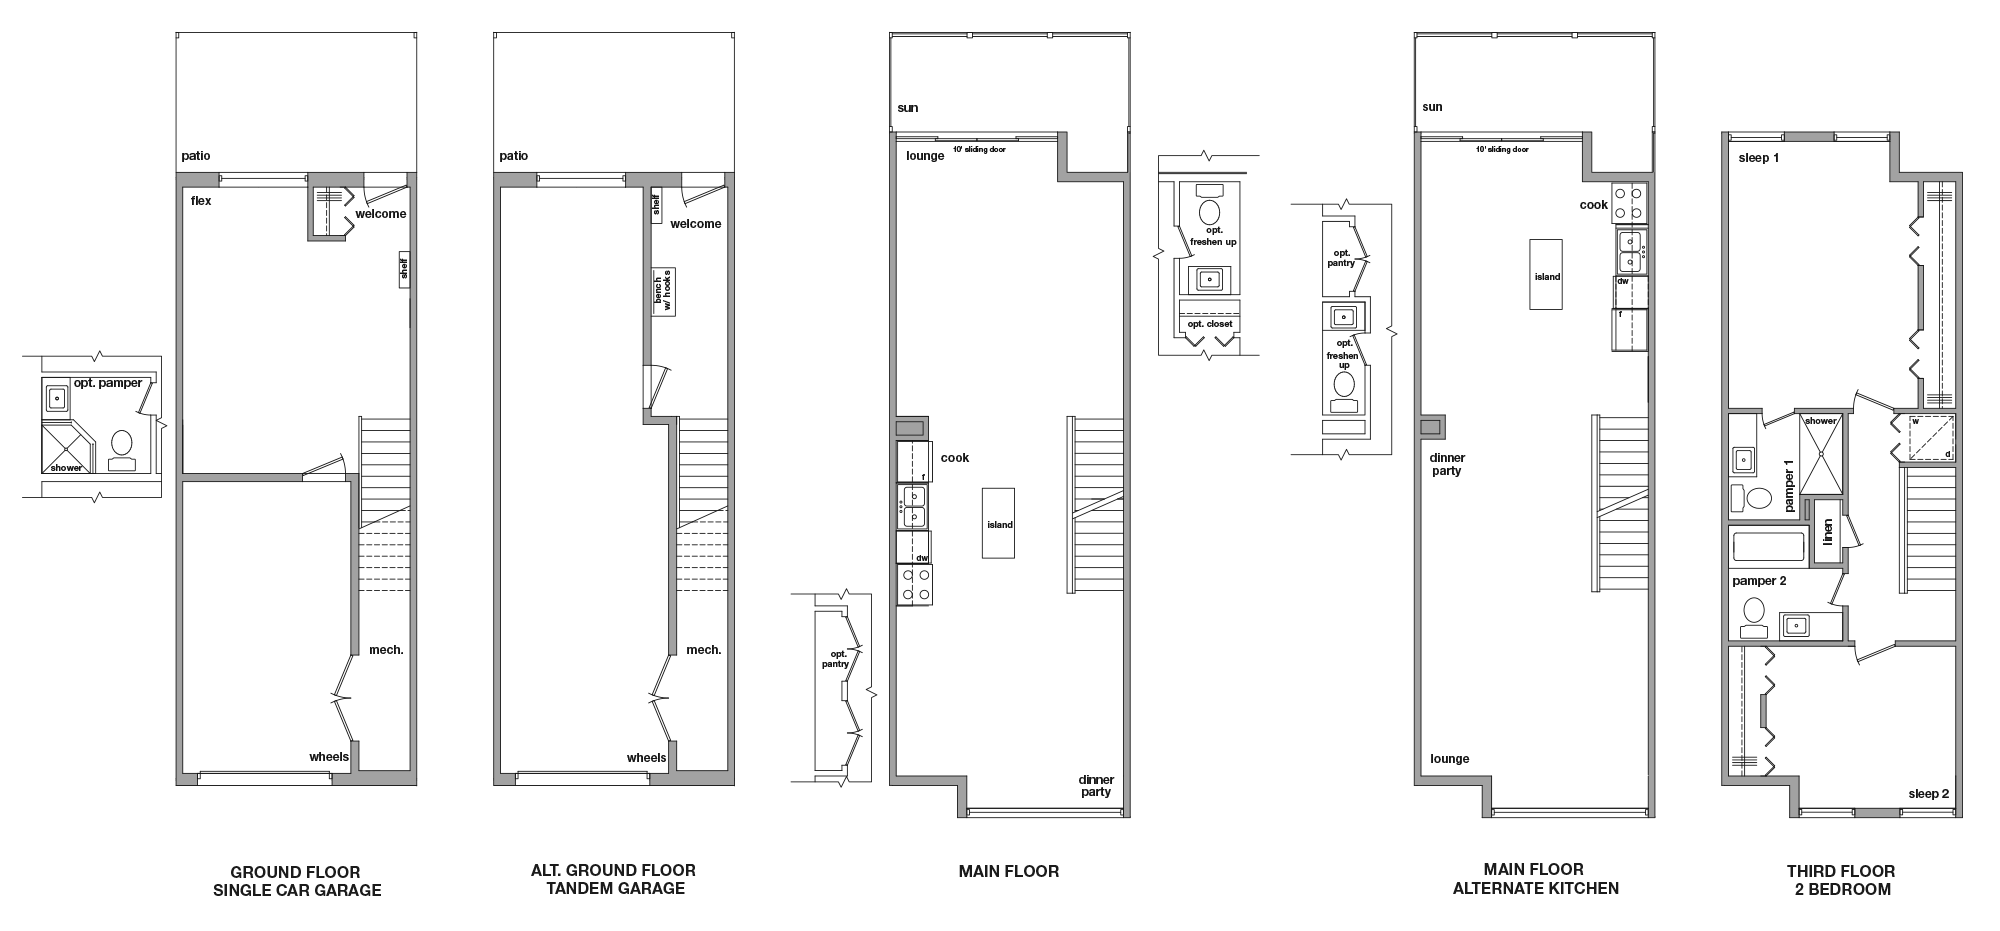 patio
flex
welcome
shelf
opt. pamper
shower
mech.
wheels
GROUND FLOOR
SINGLE CAR GARAGE
patio
shelf
welcome
bench
w/ hooks
mech.
wheels
ALT. GROUND FLOOR
TANDEM GARAGE
sun
lounge
10' sliding door
cook
f
island
dw
opt.
pantry
dinner
party
MAIN FLOOR
opt.
freshen up
opt. closet
opt.
pantry
opt.
freshen
up
sun
10' sliding door
cook
island
dw
f
dinner
party
lounge
MAIN FLOOR
ALTERNATE KITCHEN
sleep 1
shower
w
d
pamper 1
linen
pamper 2
sleep 2
THIRD FLOOR
2 BEDROOM